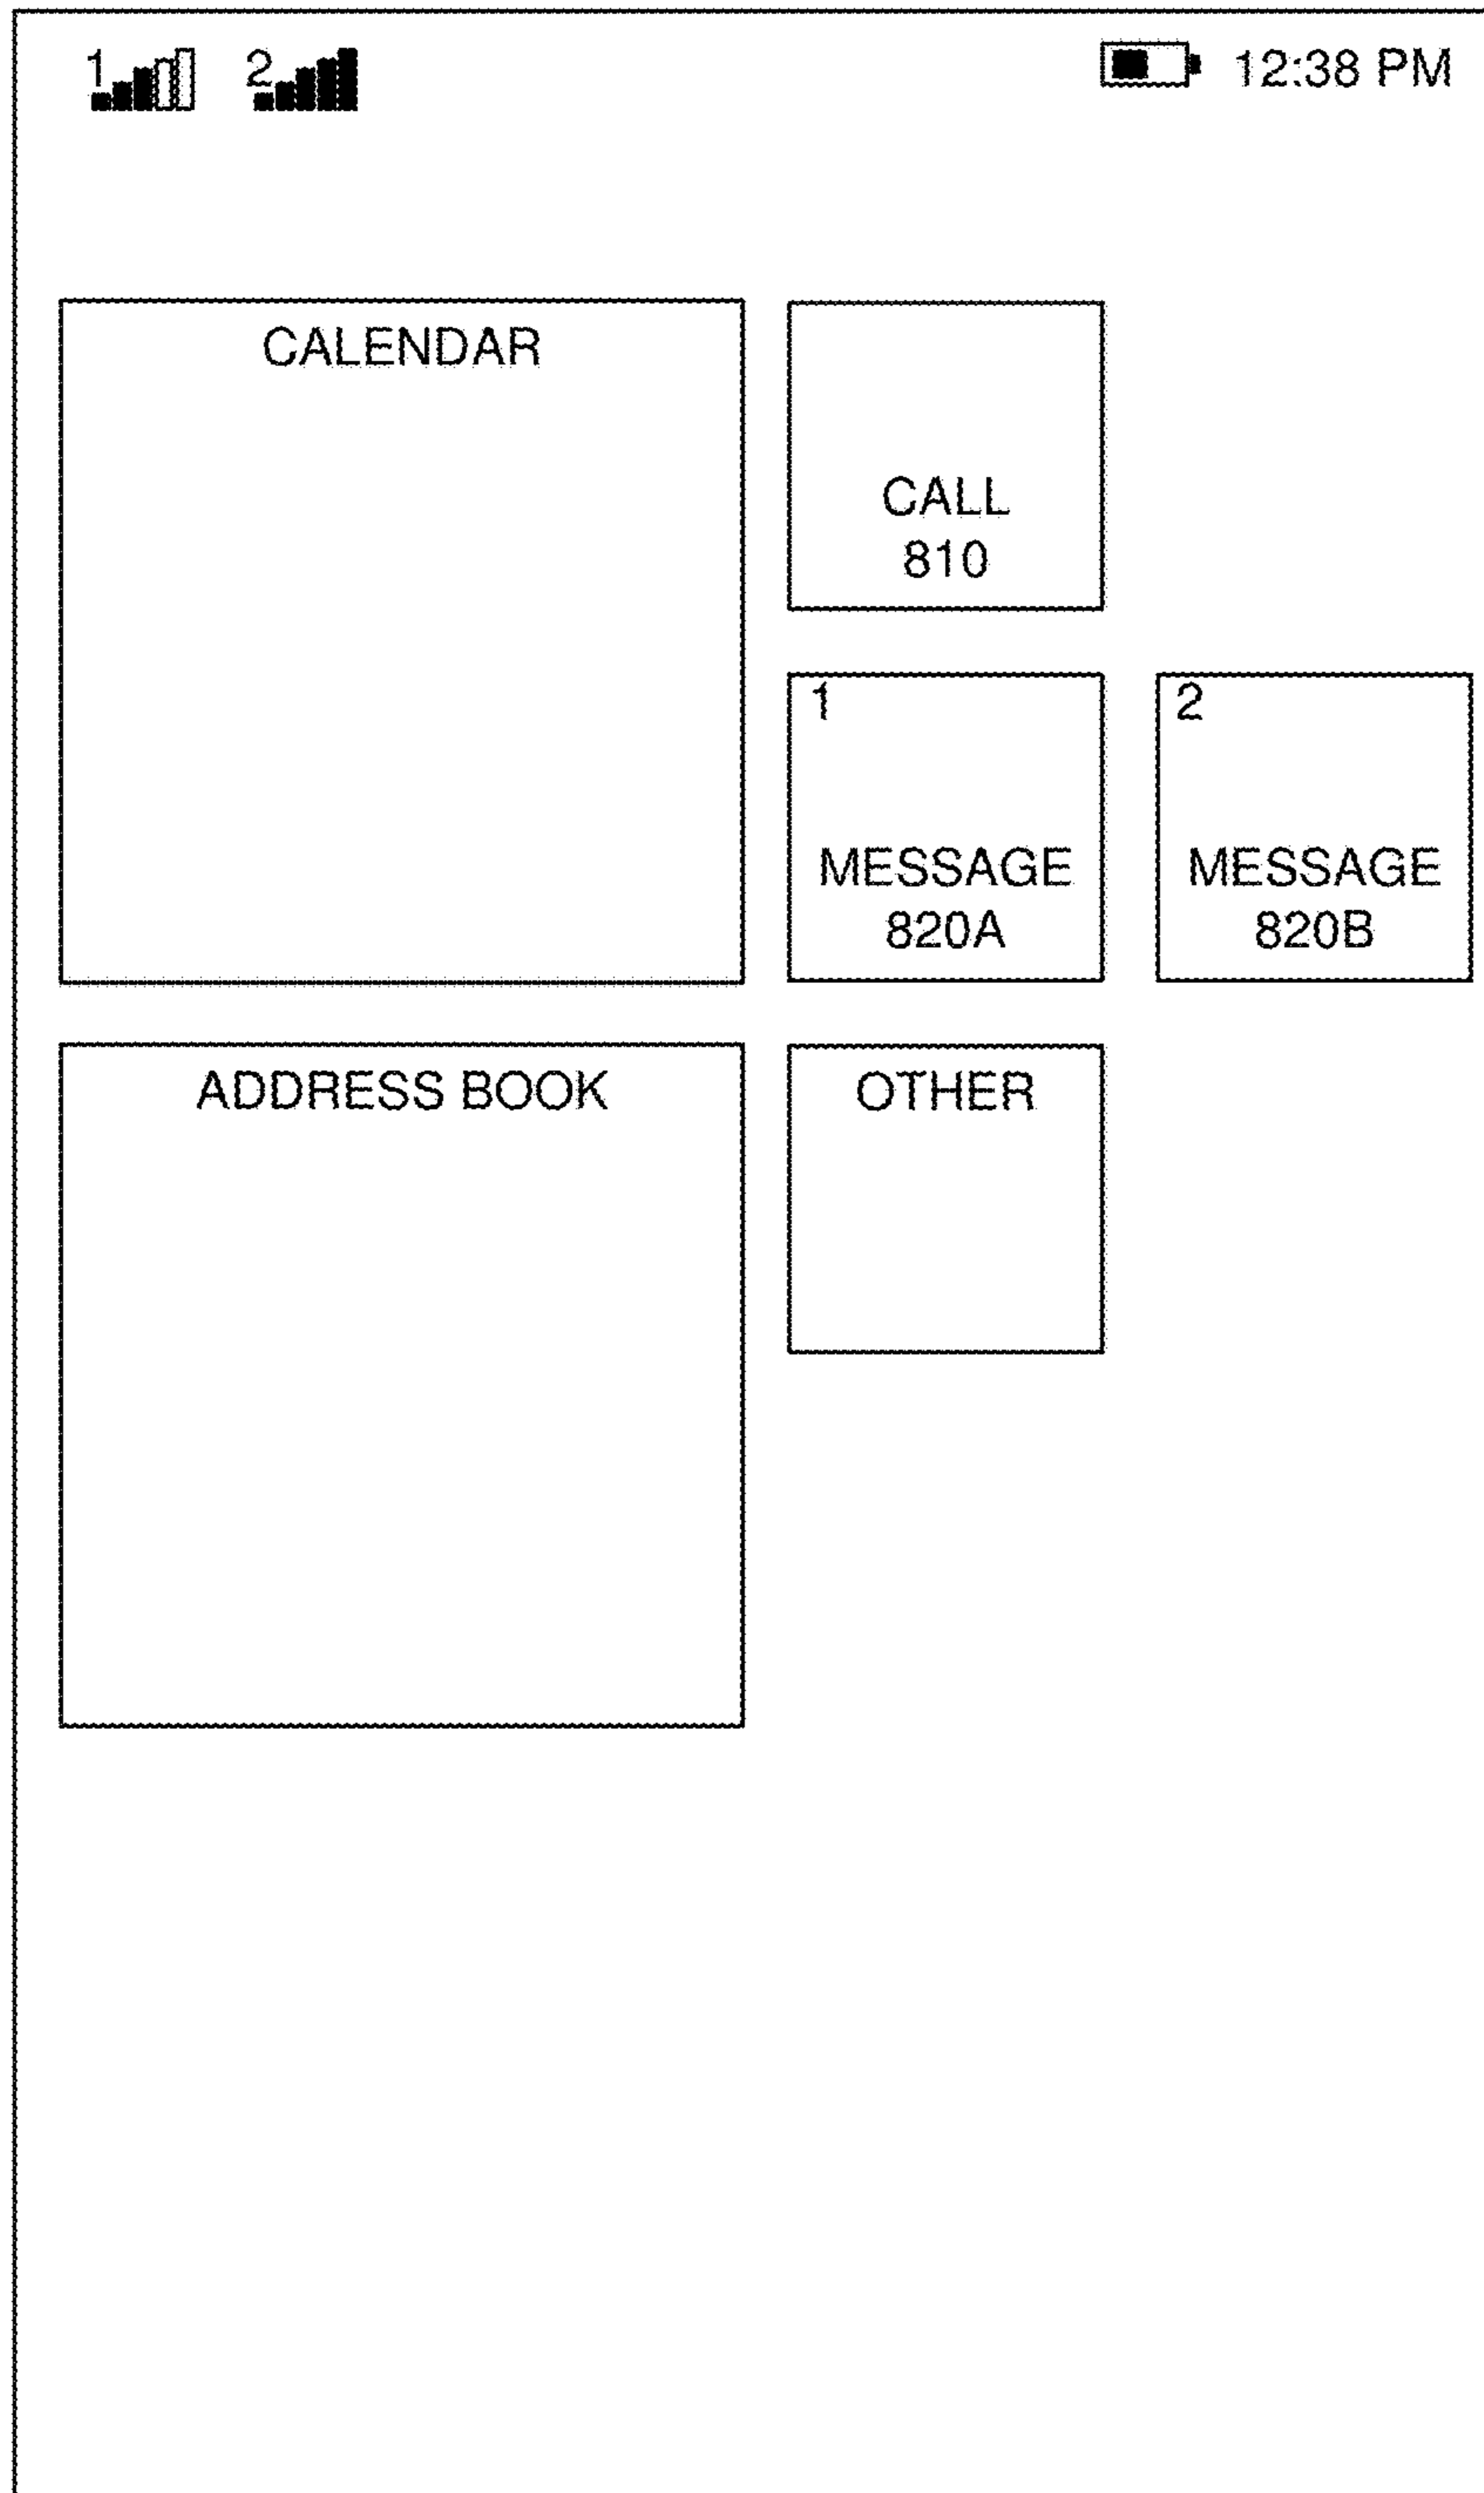 1 2 12:38 PM
CALENDAR
CALL
810
1
MESSAGE
820A
2
MESSAGE
820B
ADDRESS BOOK
OTHER